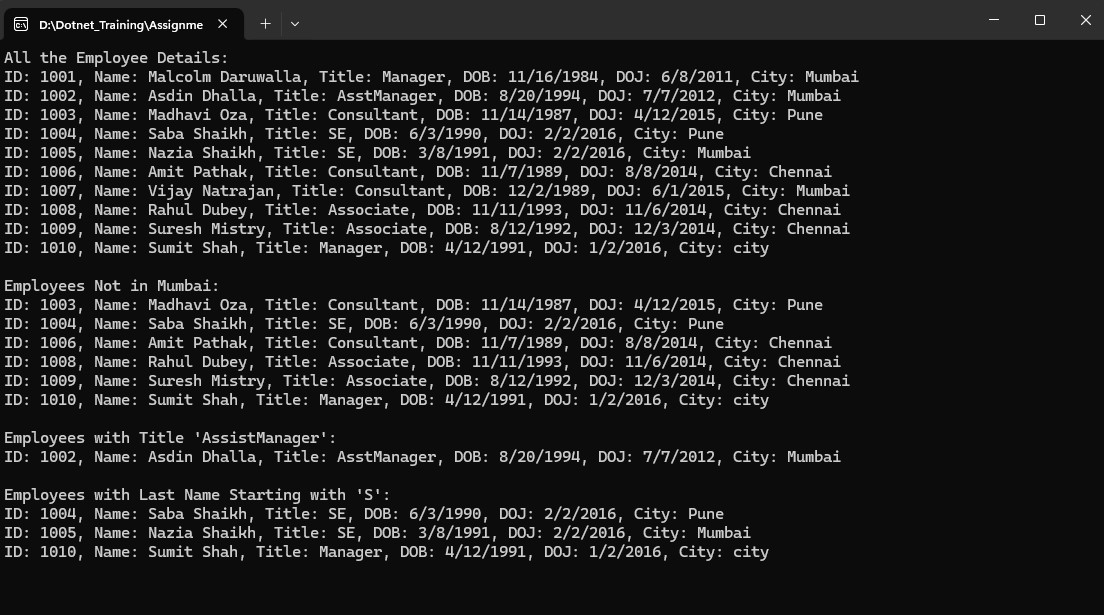 D:\Dotnet_Training\Assignme
All the Employee Details:
ID: 1001, Name: Malcolm Daruwalla, Title: Manager, DOB: 11/16/1984, DOJ: 6/8/2011, City: Mumbai
ID: 1002, Name: Asdin Dhalla, Title: AsstManager, DOB: 8/20/1994, DOJ: 7/7/2012, City: Mumbai
ID: 1003, Name: Madhavi Oza, Title: Consultant, DOB: 11/14/1987, DOJ: 4/12/2015, City: Pune
ID: 1004, Name: Saba Shaikh, Title: SE, DOB: 6/3/1990, DOJ: 2/2/2016, City: Pune
ID: 1005, Name: Nazia Shaikh, Title: SE, DOB: 3/8/1991, DOJ: 2/2/2016, City: Mumbai
ID: 1006, Name: Amit Pathak, Title: Consultant, DOB: 11/7/1989, DOJ: 8/8/2014, City: Chennai
ID: 1007, Name: Vijay Natrajan, Title: Consultant, DOB: 12/2/1989, DOJ: 6/1/2015, City: Mumbai
ID: 1008, Name: Rahul Dubey, Title: Associate, DOB: 11/11/1993, DOJ: 11/6/2014, City: Chennai
ID: 1009, Name: Suresh Mistry, Title: Associate, DOB: 8/12/1992, DOJ: 12/3/2014, City: Chennai
ID: 1010, Name: Sumit Shah, Title: Manager, DOB: 4/12/1991, DOJ: 1/2/2016, City: city
Employees Not in Mumbai:
ID: 1003, Name: Madhavi Oza, Title: Consultant, DOB: 11/14/1987, DOJ: 4/12/2015, City: Pune
ID: 1004, Name: Saba Shaikh, Title: SE, DOB: 6/3/1990, DOJ: 2/2/2016, City: Pune
ID: 1006, Name: Amit Pathak, Title: Consultant, DOB: 11/7/1989, DOJ: 8/8/2014, City: Chennai
ID: 1008, Name: Rahul Dubey, Title: Associate, DOB: 11/11/1993, DOJ: 11/6/2014, City: Chennai
ID: 1009, Name: Suresh Mistry, Title: Associate, DOB: 8/12/1992, DOJ: 12/3/2014, City: Chennai
ID: 1010, Name: Sumit Shah, Title: Manager, DOB: 4/12/1991, DOJ: 1/2/2016, City: city
Employees with Title 'AssistManager':
ID: 1002, Name: Asdin Dhalla, Title: AsstManager, DOB: 8/20/1994, DOJ: 7/7/2012, City: Mumbai
Employees with Last Name Starting with 'S':
ID: 1004, Name: Saba Shaikh, Title: SE, DOB: 6/3/1990, DOJ: 2/2/2016, City: Pune
ID: 1005, Name: Nazia Shaikh, Title: SE, DOB: 3/8/1991, DOJ: 2/2/2016, City: Mumbai
ID: 1010, Name: Sumit Shah, Title: Manager, DOB: 4/12/1991, DOJ: 1/2/2016, City: city